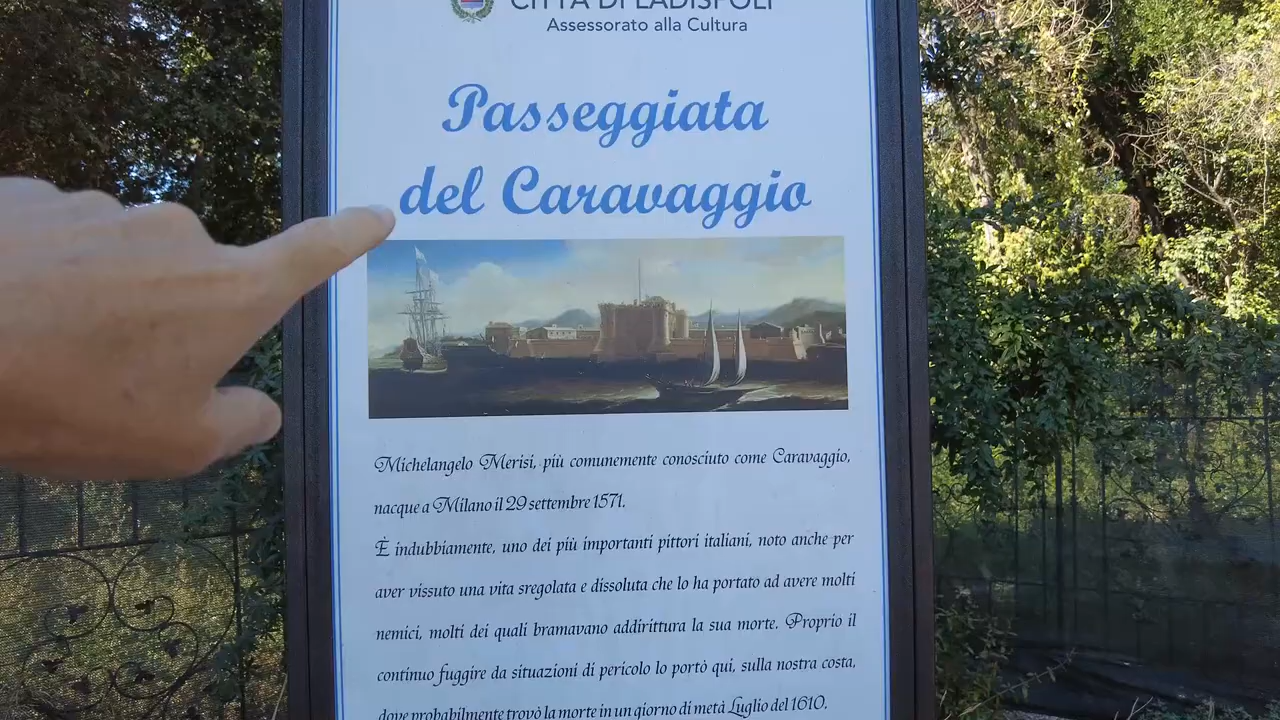 CITTÀ DI LADISPOLI
Assessorato alla Cultura
Passeggiata
del Caravaggio
Michelangelo Merisi, più comunemente conosciuto come Caravaggio,
nacque a Milano il 29 settembre 1571.
È indubbiamente, uno dei più importanti pittori italiani, noto anche per
aver vissuto una vita sregolata e dissoluta che lo ha portato ad avere molti
nemici, molti dei quali bramavano addirittura la sua morte. Proprio il
continuo fuggire da situazioni di pericolo lo portò qui, sulla nostra costa,
dove probabilmente trovò la morte in un giorno di metà Luglio del 1610.